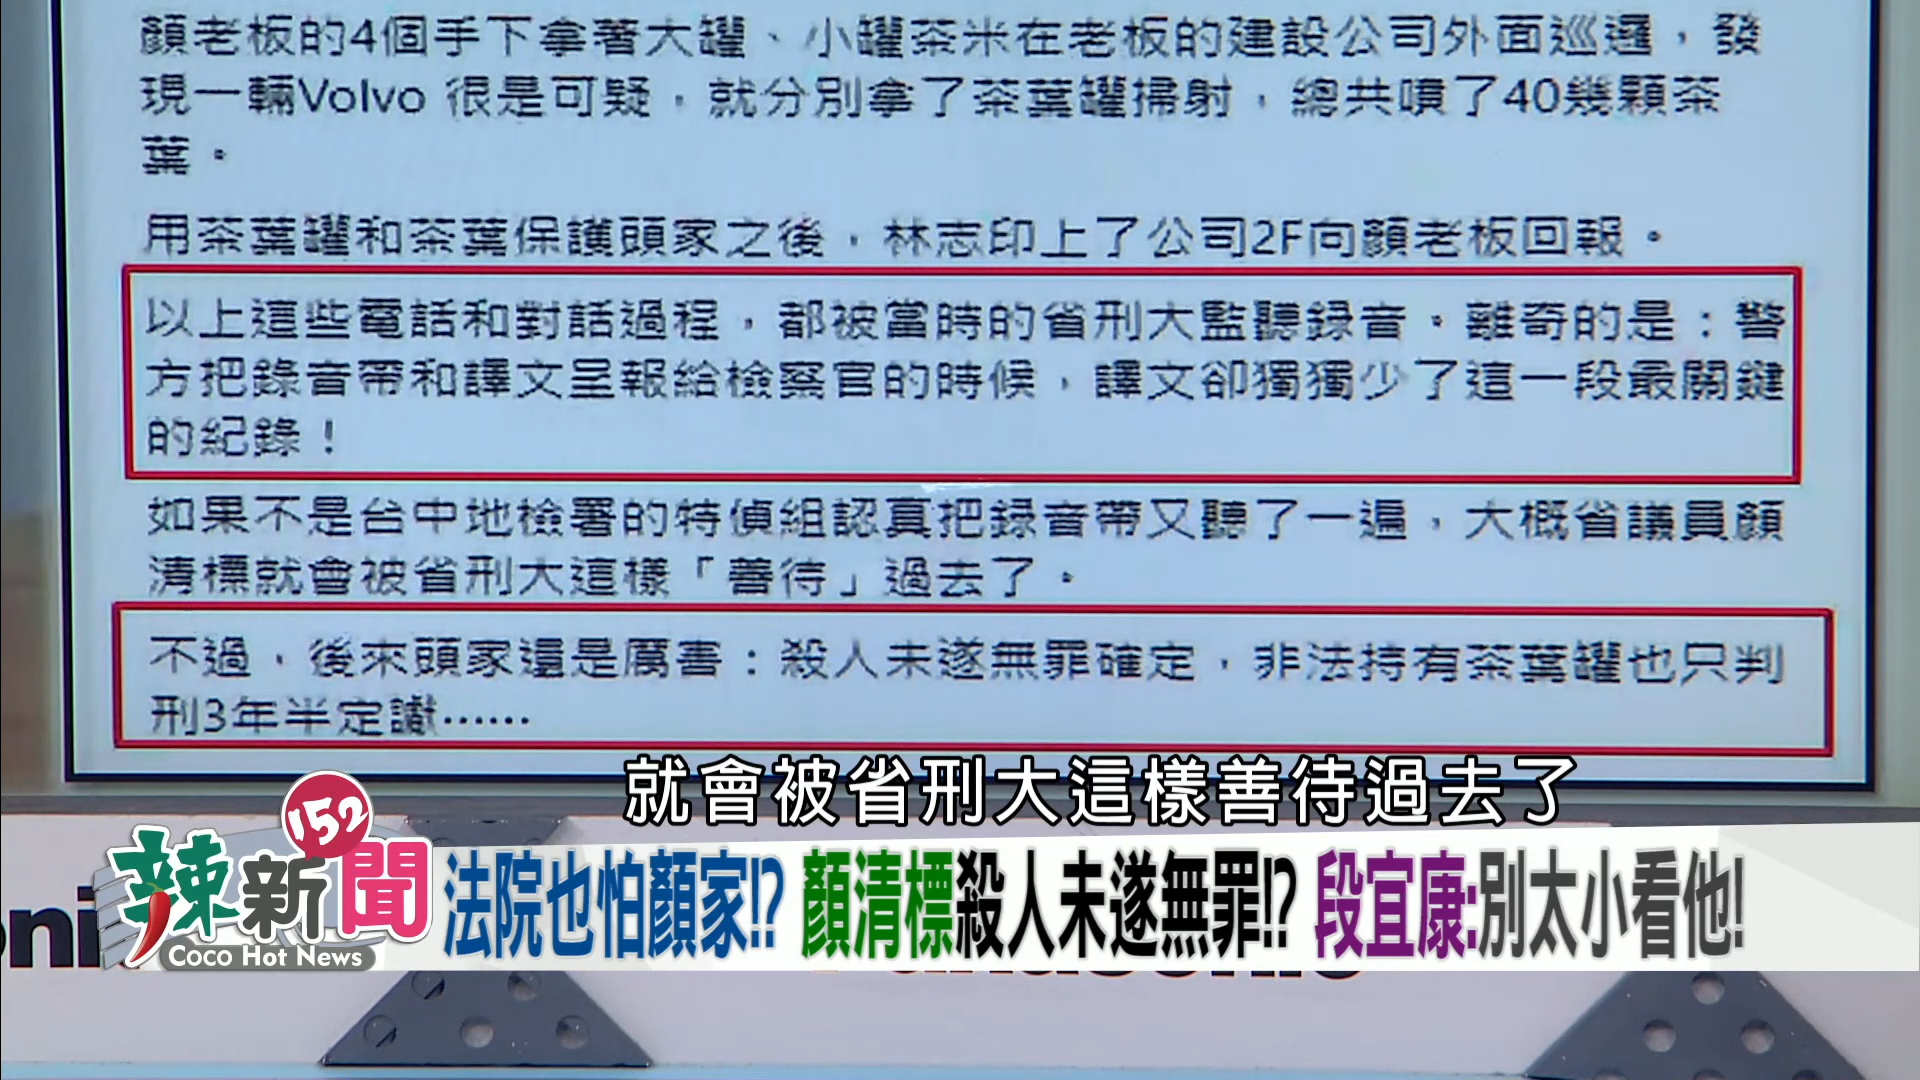 顏老板的4個手下拿著大罐、小罐茶米在老板的建設公司外面巡邏，發
現一輛Volvo 很是可疑，就分別拿了茶葉罐掃射，總共噴了40幾顆茶
葉。
用茶葉罐和茶葉保護頭家之後，林志印上了公司2F向顏老板回報。
以上這些電話和對話過程，都被當時的省刑大監聽錄音。離奇的是：警
方把錄音帶和譯文呈報給檢察官的時候，譯文卻獨獨少了這一段最關鍵
的紀錄！
如果不是台中地檢署的特偵組認真把錄音帶又聽了一遍，大概省議員顏
清標就會被省刑大這樣「善待」過去了。
不過，後來頭家還是厲害：殺人未遂無罪確定，非法持有茶葉罐也只判
刑3年半定讞⋯⋯
就會被省刑大這樣善待過去了
152
辣新聞
Coco Hot News
法院也怕顏家!? 顏清標殺人未遂無罪!? 段宜康:別太小看他!